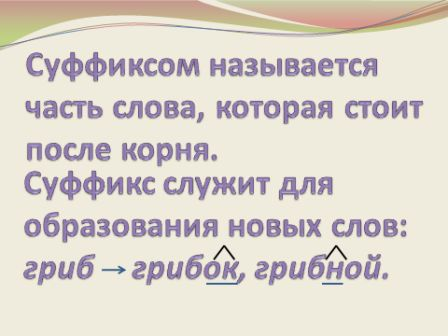 Суффиксом называется
часть слова, которая стоит
после корня.
Суффикс служит для
образования новых слов:
гриб → грибок, грибной.